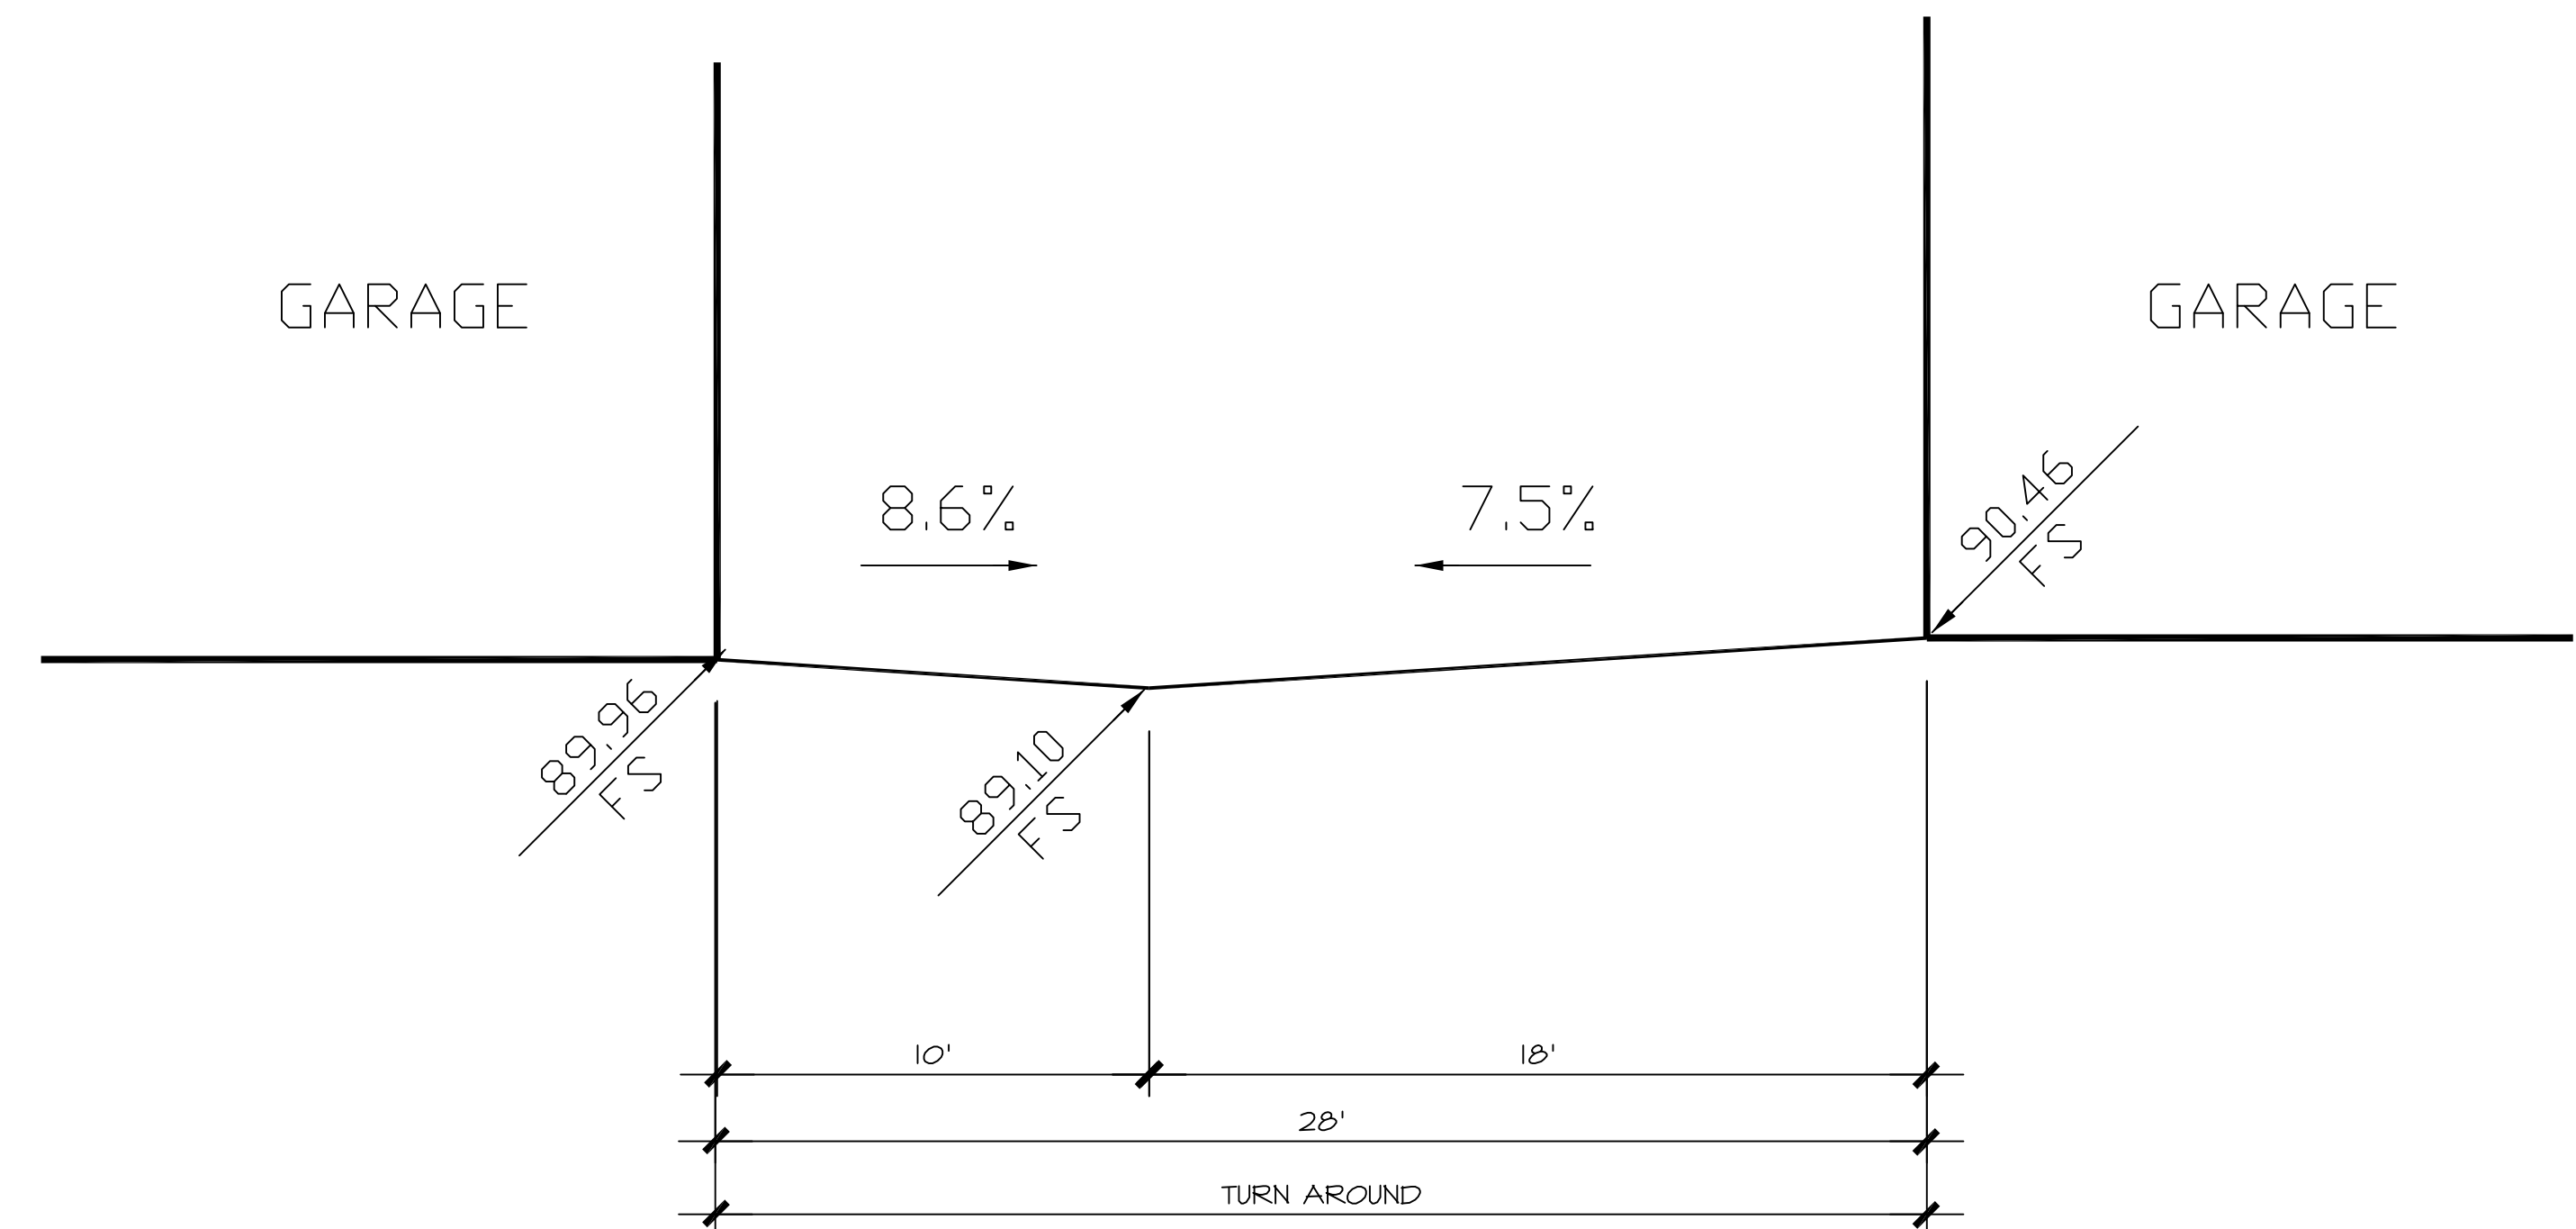 GARAGE
GARAGE
8.6%
7.5%
90.46
FS
89.96
FS
89.10
FS
10'
18'
28'
TURN AROUND